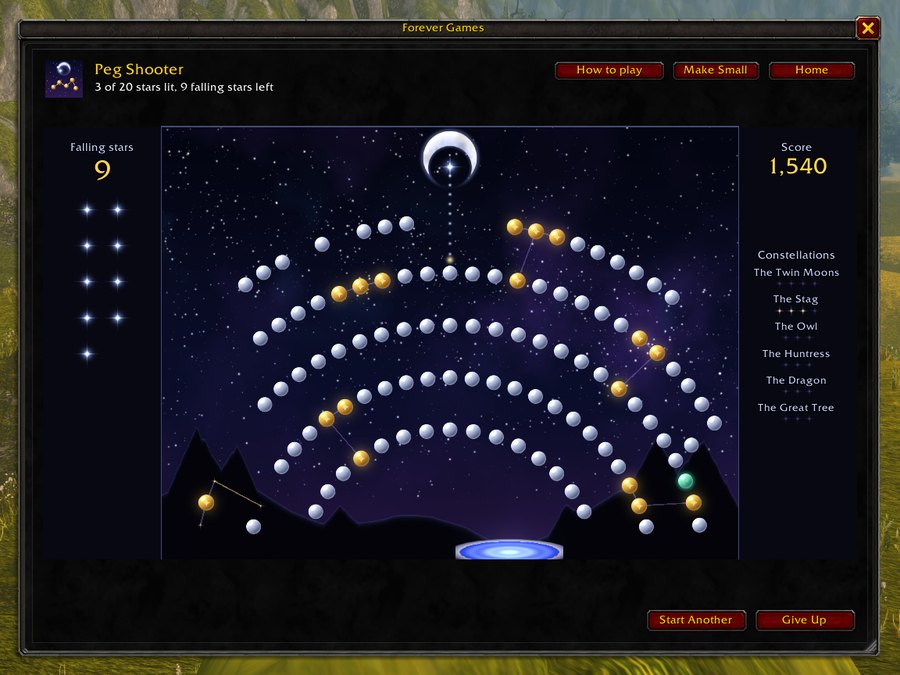 Forever Games
Peg Shooter
3 of 20 stars lit, 9 falling stars left
How to play
Make Small
Home
Falling stars
9
Score
1,540
Constellations
The Twin Moons
The Stag
The Owl
The Huntress
The Dragon
The Great Tree
Start Another
Give Up